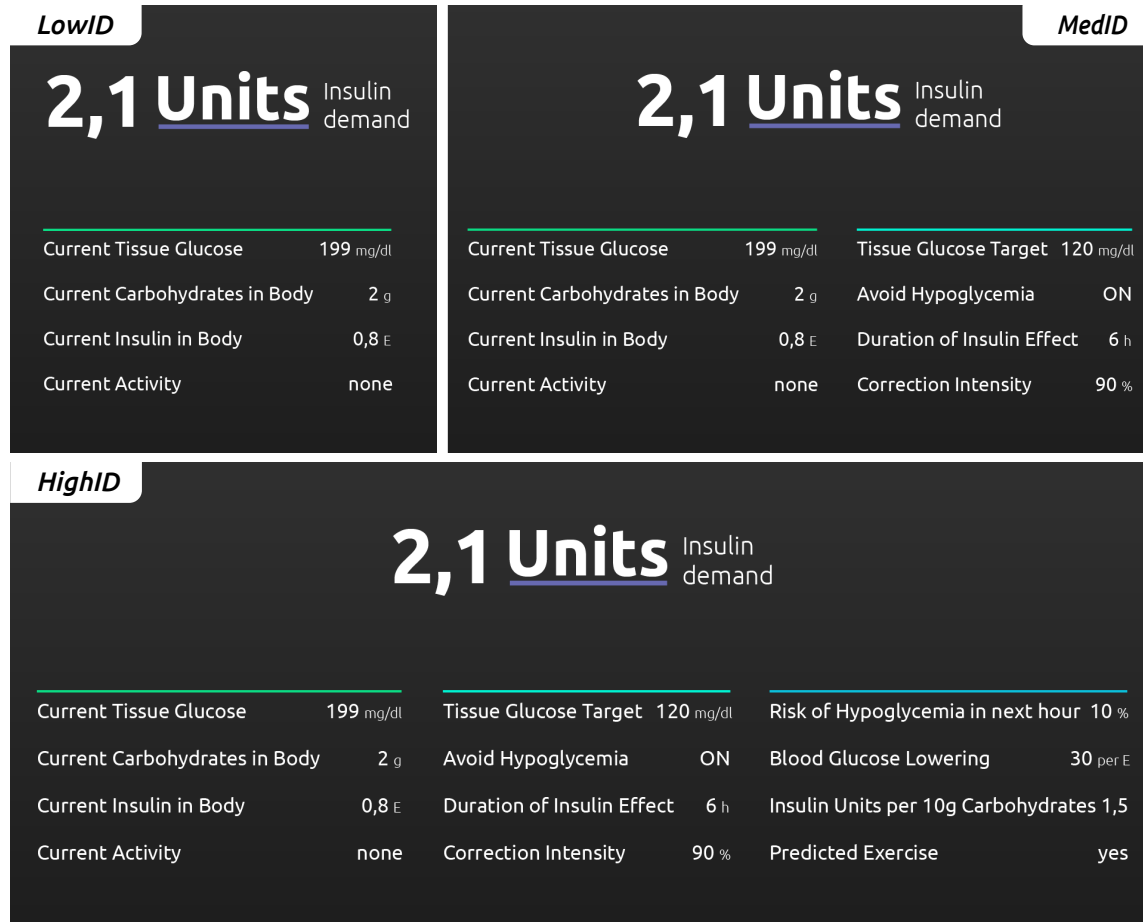 LowID
2,1 Units Insulin demand
Current Tissue Glucose 199 mg/dl
Current Carbohydrates in Body 2 g
Current Insulin in Body 0,8 E
Current Activity none
MedID
2,1 Units Insulin demand
Current Tissue Glucose 199 mg/dl
Current Carbohydrates in Body 2 g
Current Insulin in Body 0,8 E
Current Activity none
Tissue Glucose Target 120 mg/dl
Avoid Hypoglycemia ON
Duration of Insulin Effect 6 h
Correction Intensity 90 %
HighID
2,1 Units Insulin demand
Current Tissue Glucose 199 mg/dl
Current Carbohydrates in Body 2 g
Current Insulin in Body 0,8 E
Current Activity none
Tissue Glucose Target 120 mg/dl
Avoid Hypoglycemia ON
Duration of Insulin Effect 6 h
Correction Intensity 90 %
Risk of Hypoglycemia in next hour 10 %
Blood Glucose Lowering 30 per E
Insulin Units per 10g Carbohydrates 1,5
Predicted Exercise yes